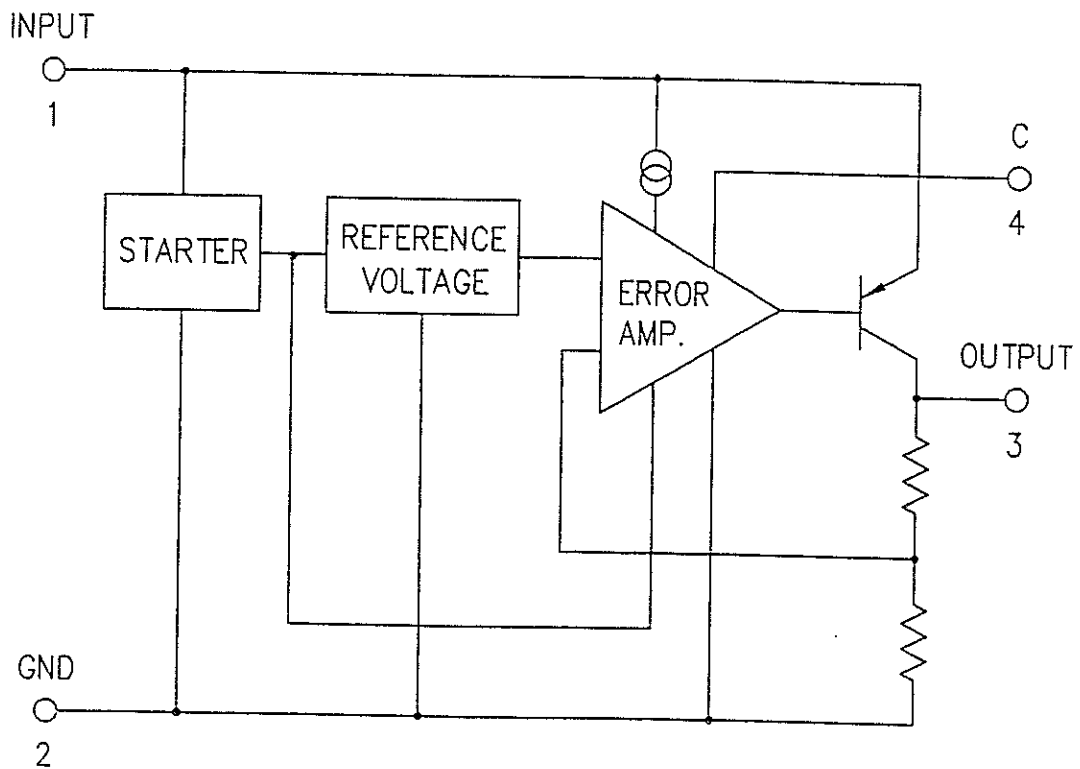 INPUT
1
C
4
STARTER
REFERENCE
VOLTAGE
ERROR
AMP.
OUTPUT
3
GND
2